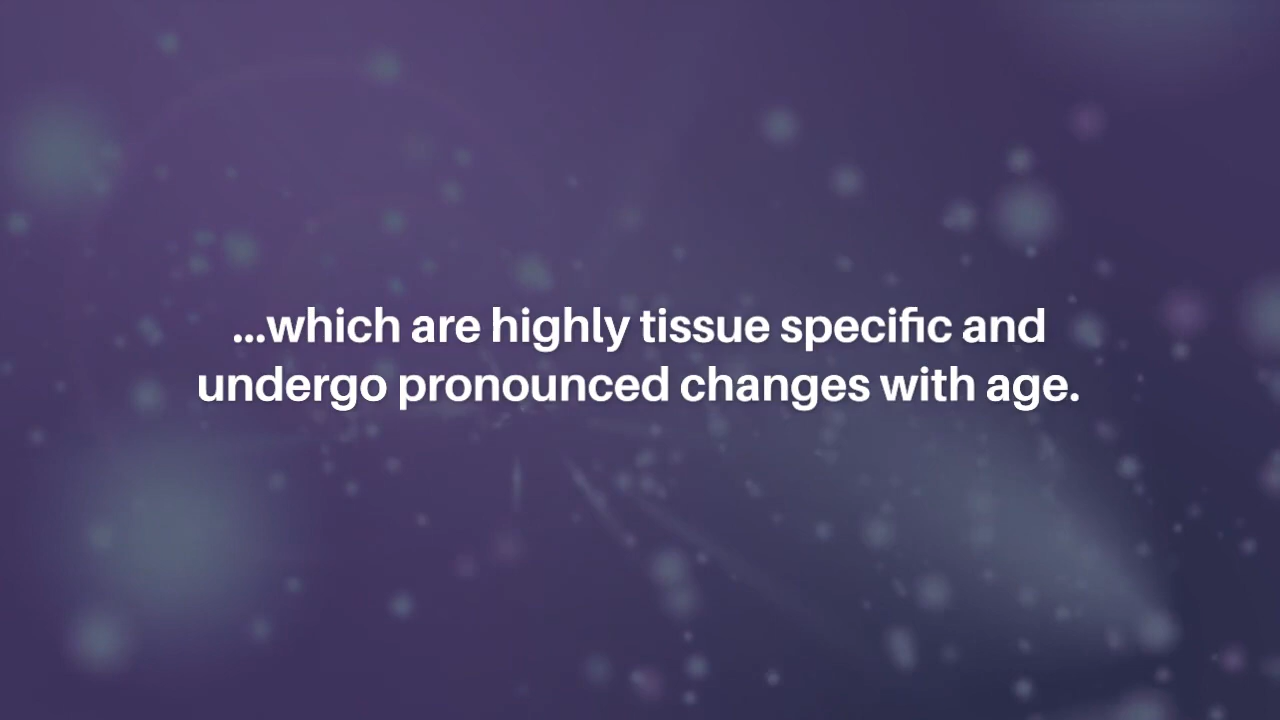 ...which are highly tissue specific and
undergo pronounced changes with age.